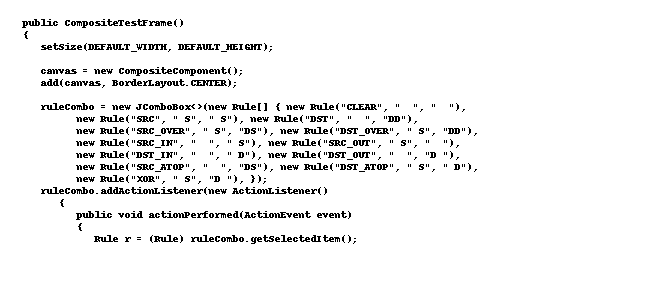 public CompositeTestFrame()
{
   setSize(DEFAULT_WIDTH, DEFAULT_HEIGHT);

   canvas = new CompositeComponent();
   add(canvas, BorderLayout.CENTER);

   ruleCombo = new JComboBox<>(new Rule[] { new Rule("CLEAR", "  ", "  "),
         new Rule("SRC", " S", " S"), new Rule("DST", "  ", "DD"),
         new Rule("SRC_OVER", " S", "DS"), new Rule("DST_OVER", " S", "DD"),
         new Rule("SRC_IN", "  ", " S"), new Rule("SRC_OUT", " S", "  "),
         new Rule("DST_IN", "  ", " D"), new Rule("DST_OUT", "  ", "D "),
         new Rule("SRC_ATOP", "  ", "DS"), new Rule("DST_ATOP", " S", " D"),
         new Rule("XOR", " S", "D "), });
   ruleCombo.addActionListener(new ActionListener()
      {
         public void actionPerformed(ActionEvent event)
         {
            Rule r = (Rule) ruleCombo.getSelectedItem();